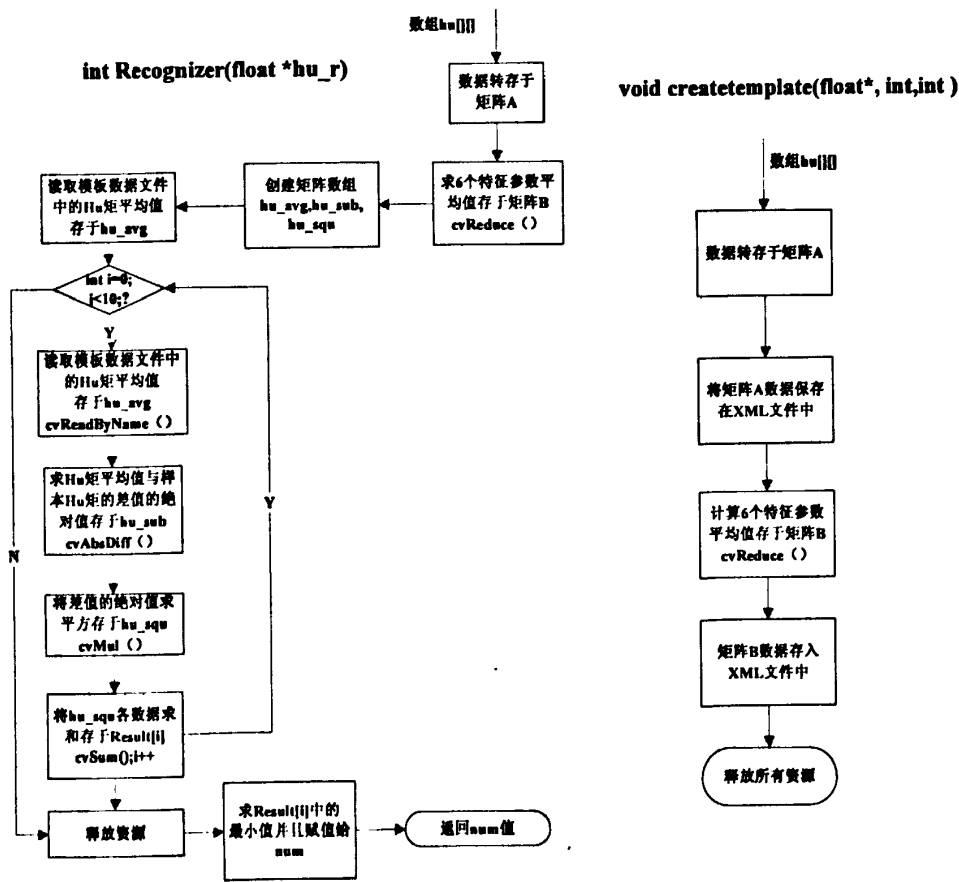 数组hu[][]
int Recognizer(float *hu_r)
数据转存于
矩阵A
求6个特征参数平
均值存于矩阵B
cvReduce（）
创建矩阵数组
hu_avg,hu_sub,
hu_squ
读取模板数据文件
中的Hu矩平均值
存于hu_avg
int i=0;
i<10;?
Y
读取模板数据文件中
的Hu矩平均值
存于hu_avg
cvReadByName（）
求Hu矩平均值与样
本Hu矩的差值的绝
对值存于hu_sub
cvAbsDiff（）
将差值的绝对值求
平方存于hu_squ
cvMul（）
将hu_squ各数据求
和存于Result[i]
cvSum();i++
Y
N
释放资源
求Result[i]中的
最小值并且赋值给
num
返回num值
void createtemplate(float*, int,int )
数组hu[][]
数据转存于矩阵A
将矩阵A数据保存
在XML文件中
计算6个特征参数
平均值存于矩阵B
cvReduce（）
矩阵B数据存入
XML文件中
释放所有资源